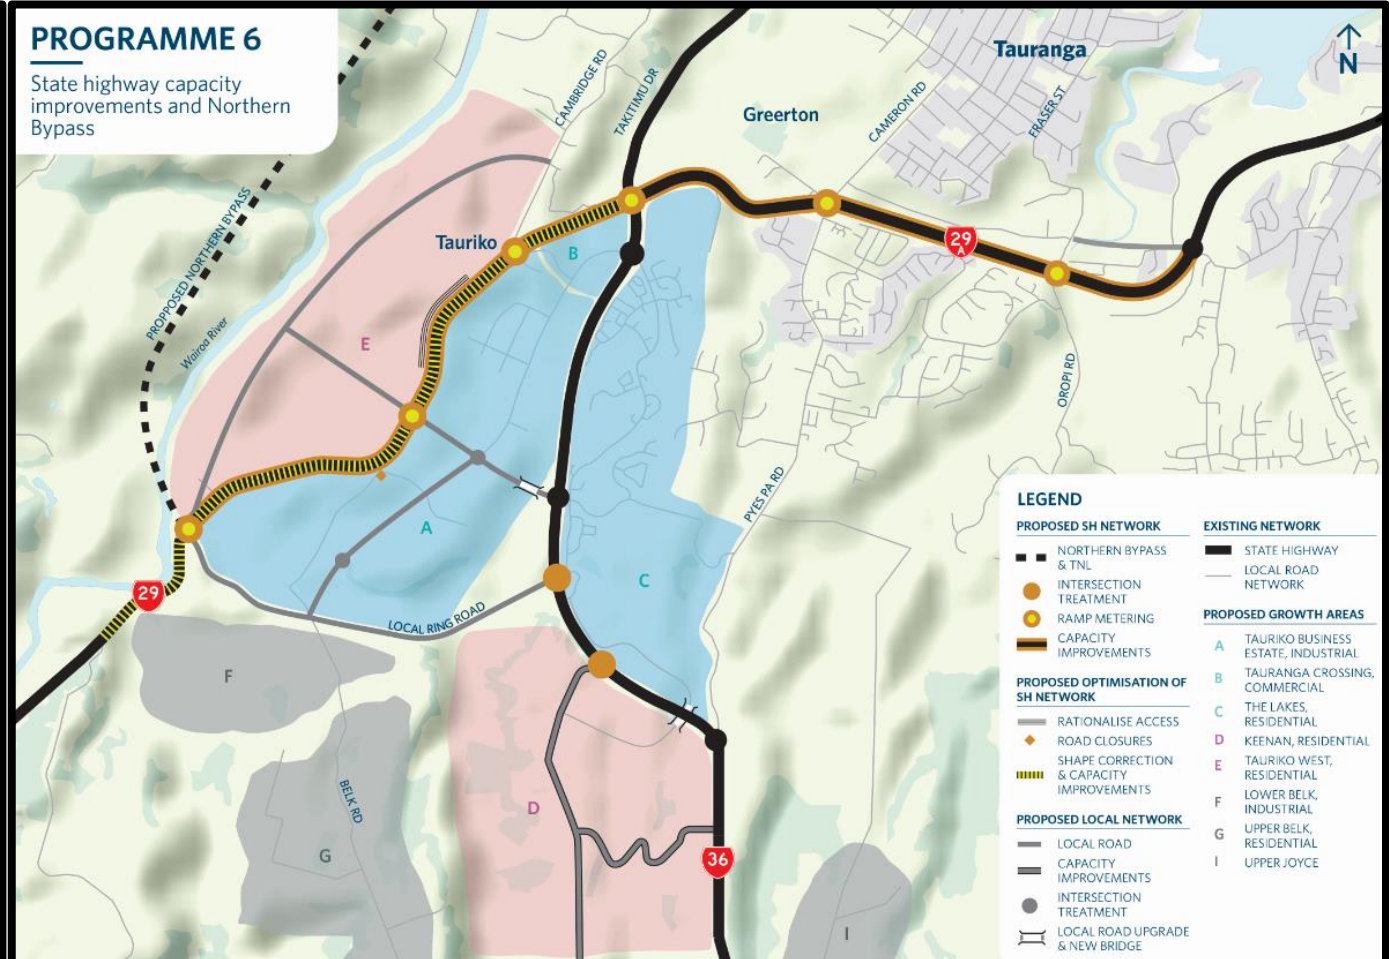 PROGRAMME 6
State highway capacity
improvements and Northern
Bypass
N
Tauranga
Greerton
CAMBRIDGE RD
TAKITIMU DR
CAMERON RD
FRASER ST
PROPPOSED NORTHERN BYPASS
Wairoa River
Tauriko
B
29
A
E
OROPI RD
PYES PA RD
A
C
29
LOCAL RING ROAD
F
D
BELK RD
G
36
I
LEGEND
PROPOSED SH NETWORK
NORTHERN BYPASS
& TNL
INTERSECTION
TREATMENT
RAMP METERING
CAPACITY
IMPROVEMENTS
PROPOSED OPTIMISATION OF
SH NETWORK
RATIONALISE ACCESS
ROAD CLOSURES
SHAPE CORRECTION
& CAPACITY
IMPROVEMENTS
PROPOSED LOCAL NETWORK
LOCAL ROAD
CAPACITY
IMPROVEMENTS
INTERSECTION
TREATMENT
LOCAL ROAD UPGRADE
& NEW BRIDGE
EXISTING NETWORK
STATE HIGHWAY
LOCAL ROAD
NETWORK
PROPOSED GROWTH AREAS
A TAURIKO BUSINESS
ESTATE, INDUSTRIAL
B TAURANGA CROSSING,
COMMERCIAL
C THE LAKES,
RESIDENTIAL
D KEENAN, RESIDENTIAL
E TAURIKO WEST,
RESIDENTIAL
F LOWER BELK,
INDUSTRIAL
G UPPER BELK,
RESIDENTIAL
I UPPER JOYCE